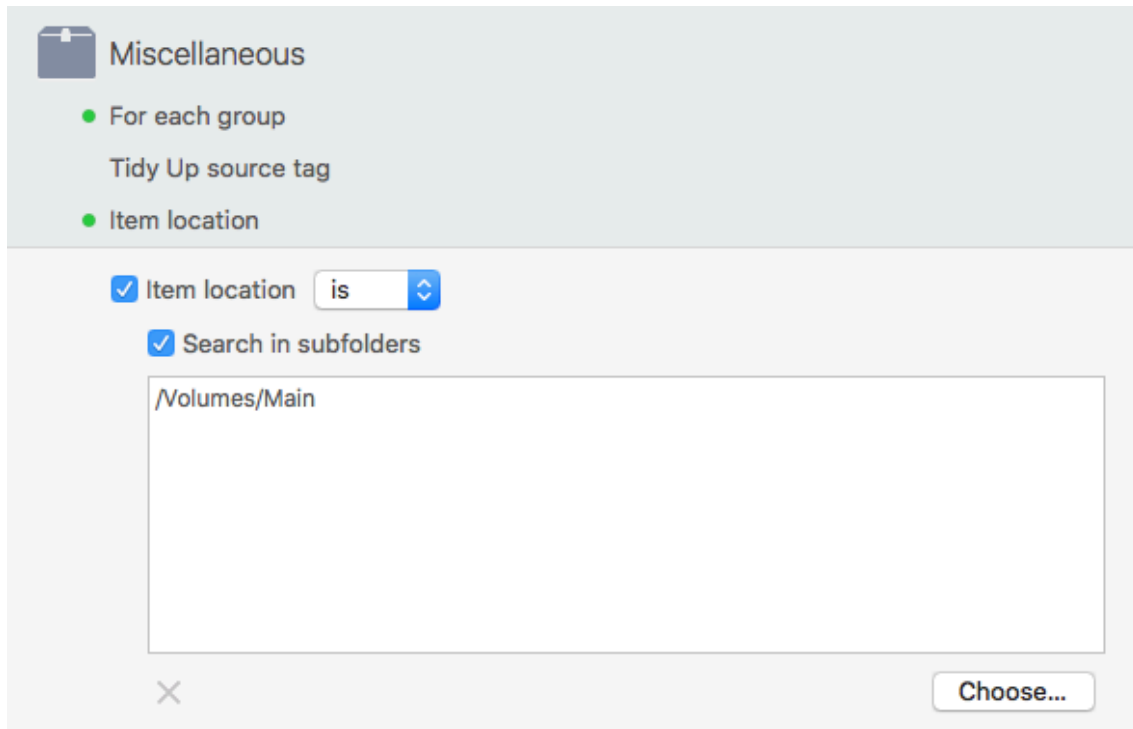 Miscellaneous
For each group
Tidy Up source tag
Item location
Item location is
Search in subfolders
/Volumes/Main
Choose...